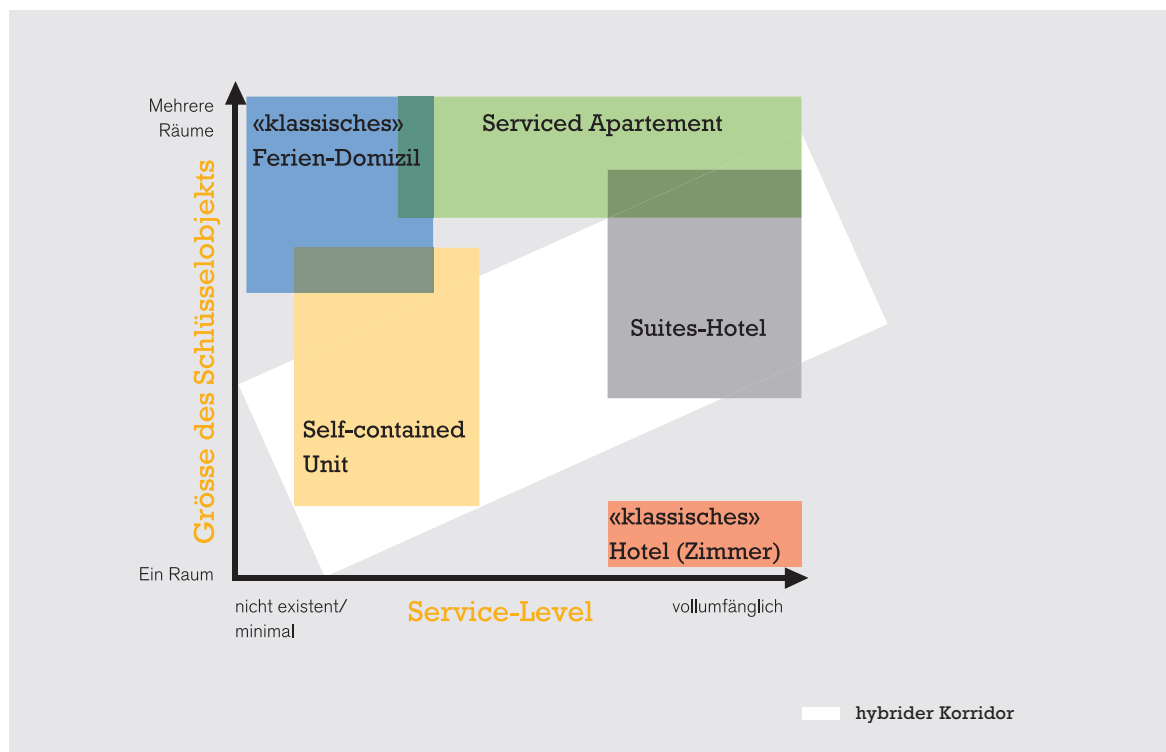 Mehrere
Räume
«klassisches»
Ferien-Domizil
Serviced Apartement
Grösse des Schlüsselobjekts
Suites-Hotel
Self-contained
Unit
«klassisches»
Hotel (Zimmer)
Ein Raum
nicht existent/
minimal
Service-Level
vollumfänglich
hybrider Korridor